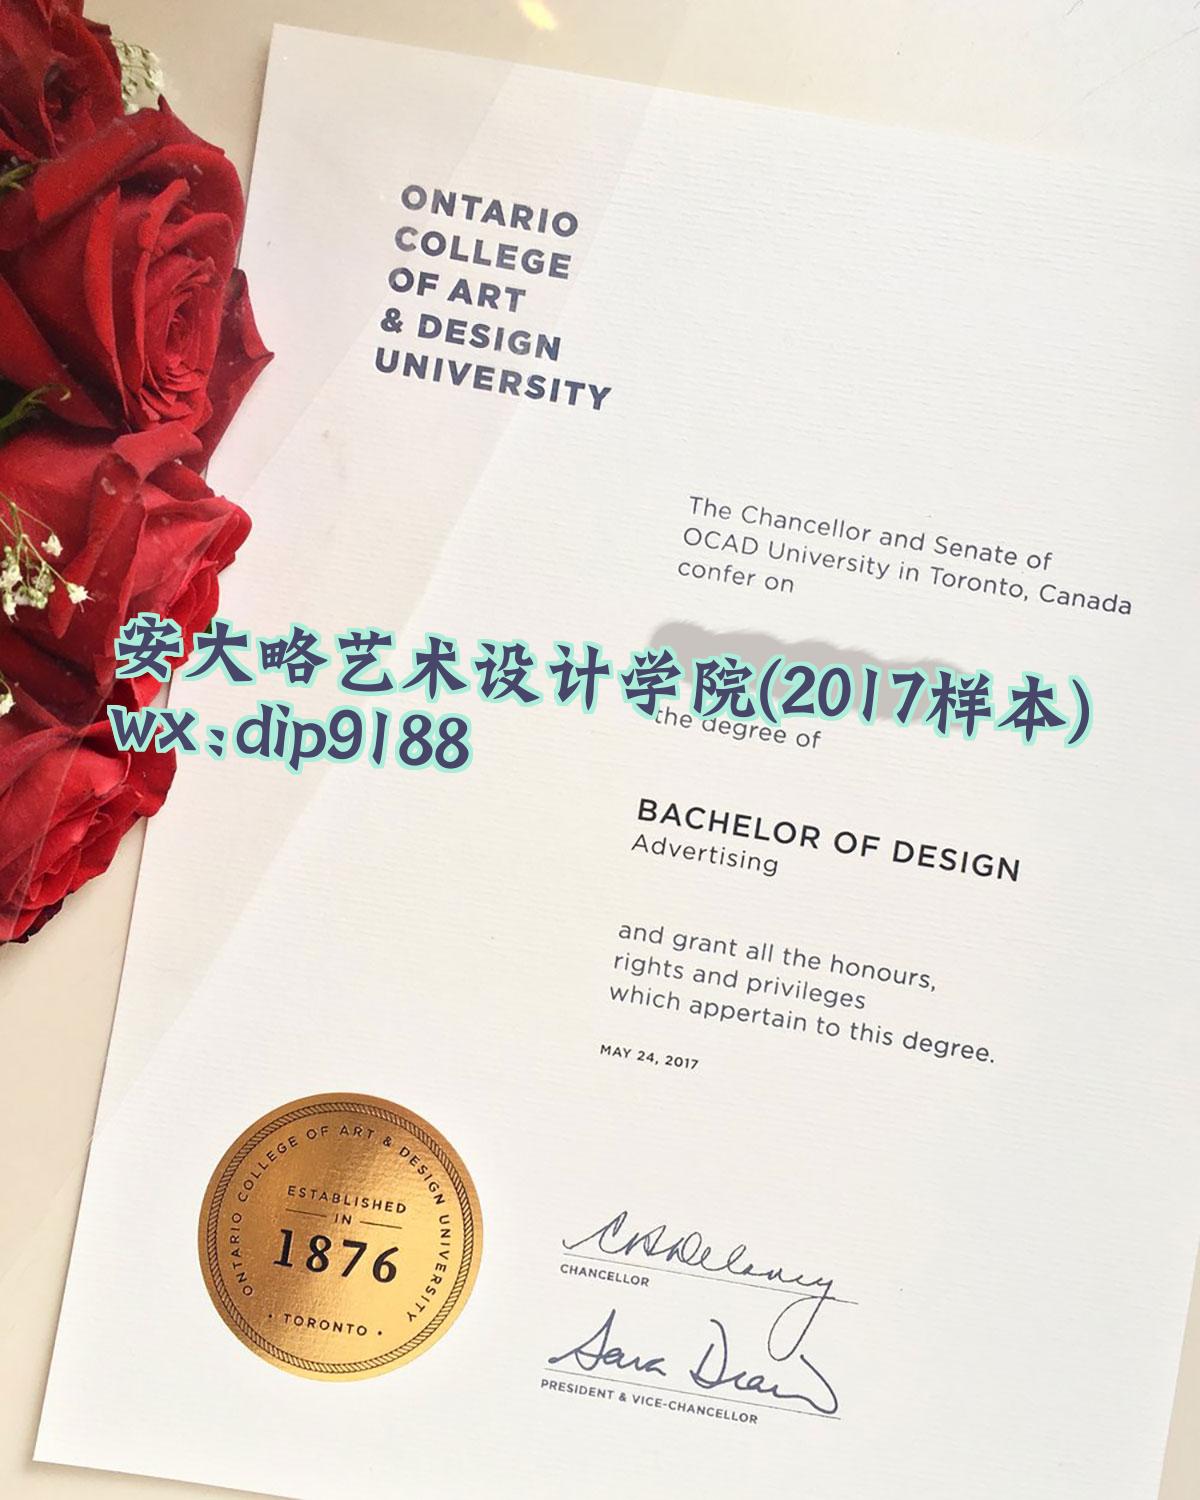 ONTARIO
COLLEGE
OF ART
& DESIGN
UNIVERSITY
The Chancellor and Senate of
OCAD University in Toronto, Canada
confer on
安大略艺术设计学院(2017样本)
wx:dip9188
the degree of
BACHELOR OF DESIGN
Advertising
and grant all the honours,
rights and privileges
which appertain to this degree.
MAY 24, 2017
ONTARIO COLLEGE OF ART & DESIGN UNIVERSITY
ESTABLISHED
IN
1876
• TORONTO •
CHANCELLOR
PRESIDENT & VICE-CHANCELLOR